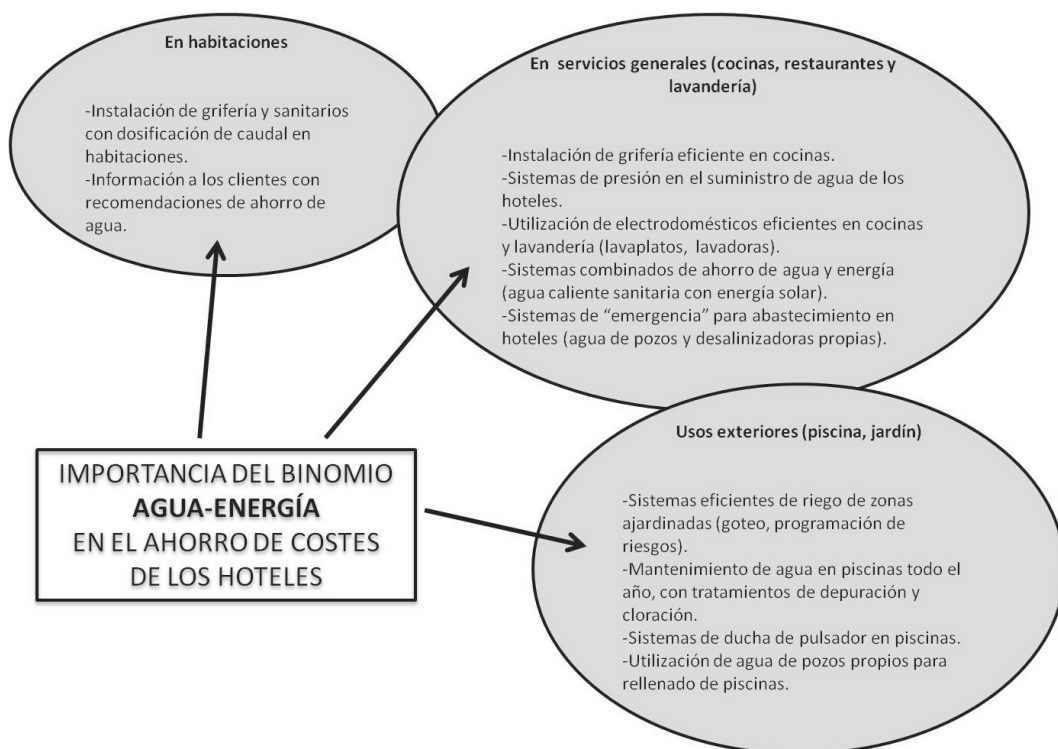 En habitaciones
-Instalación de grifería y sanitarios
con dosificación de caudal en
habitaciones.
-Información a los clientes con
recomendaciones de ahorro de
agua.
En servicios generales (cocinas, restaurantes y
lavandería)
-Instalación de grifería eficiente en cocinas.
-Sistemas de presión en el suministro de agua de los
hoteles.
-Utilización de electrodomésticos eficientes en cocinas
y lavandería (lavaplatos, lavadoras).
-Sistemas combinados de ahorro de agua y energía
(agua caliente sanitaria con energía solar).
-Sistemas de “emergencia” para abastecimiento en
hoteles (agua de pozos y desalinizadoras propias).
Usos exteriores (piscina, jardín)
-Sistemas eficientes de riego de zonas
ajardinadas (goteo, programación de
riesgos).
-Mantenimiento de agua en piscinas todo el
año, con tratamientos de depuración y
cloración.
-Sistemas de ducha de pulsador en piscinas.
-Utilización de agua de pozos propios para
rellenado de piscinas.
IMPORTANCIA DEL BINOMIO
AGUA-ENERGÍA
EN EL AHORRO DE COSTES
DE LOS HOTELES